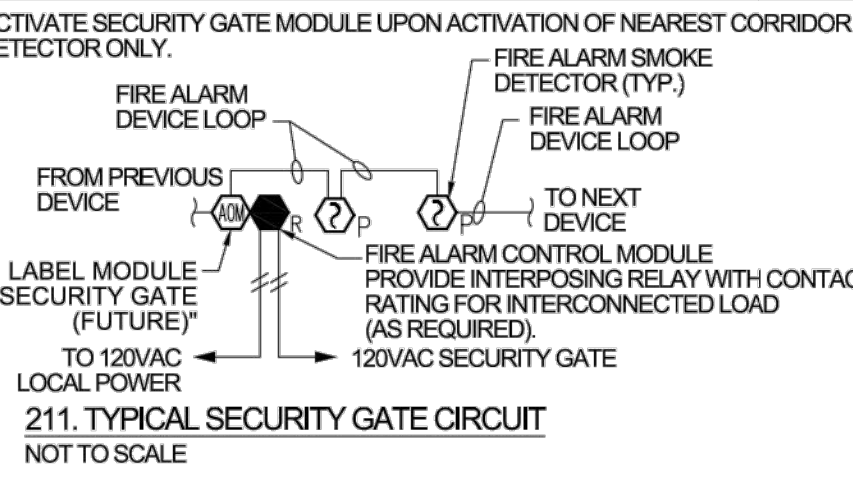 CTIVATE SECURITY GATE MODULE UPON ACTIVATION OF NEAREST CORRIDOR
ETECTOR ONLY.
FIRE ALARM SMOKE
DETECTOR (TYP.)
FIRE ALARM
DEVICE LOOP
FIRE ALARM
DEVICE LOOP
FROM PREVIOUS
DEVICE
TO NEXT
DEVICE
AOM
R
P
P
FIRE ALARM CONTROL MODULE
PROVIDE INTERPOSING RELAY WITH CONTAC
RATING FOR INTERCONNECTED LOAD
(AS REQUIRED).
LABEL MODULE
SECURITY GATE
(FUTURE)"
TO 120VAC
LOCAL POWER
120VAC SECURITY GATE
211. TYPICAL SECURITY GATE CIRCUIT
NOT TO SCALE